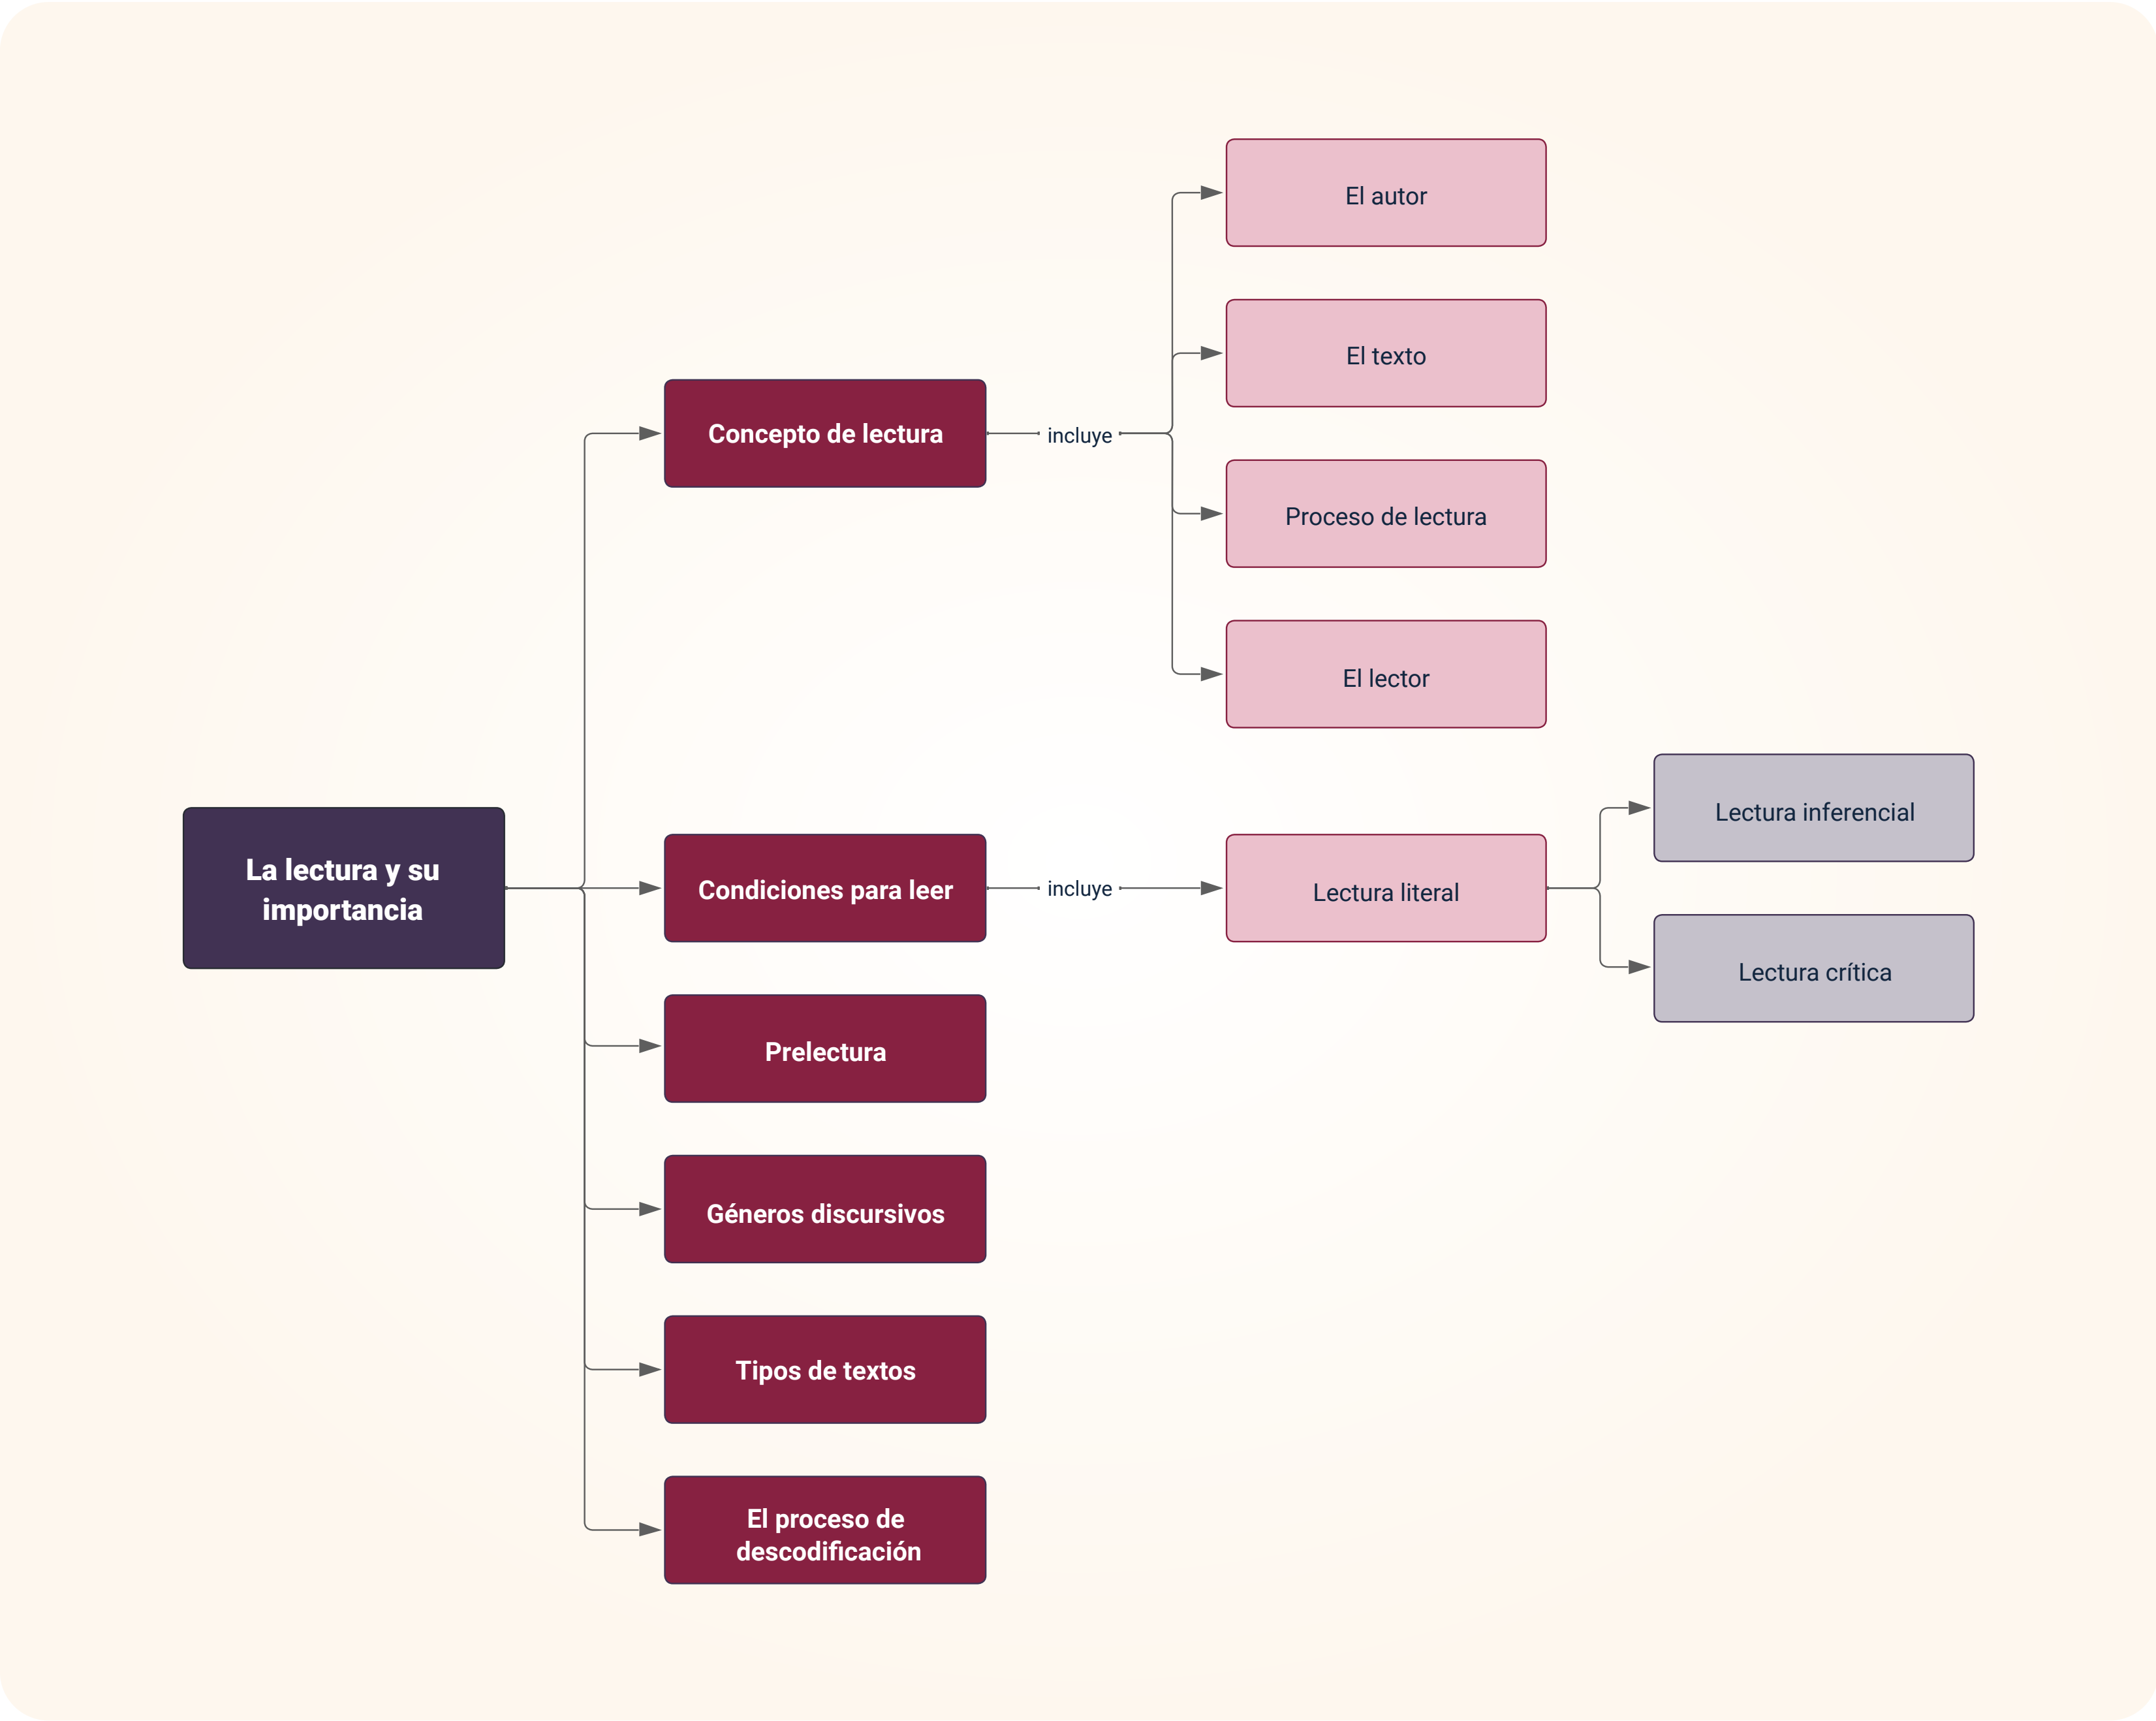 La lectura y su
importancia
Concepto de lectura
incluye
El autor
El texto
Proceso de lectura
El lector
Condiciones para leer
incluye
Lectura literal
Lectura inferencial
Lectura crítica
Prelectura
Géneros discursivos
Tipos de textos
El proceso de
descodificación